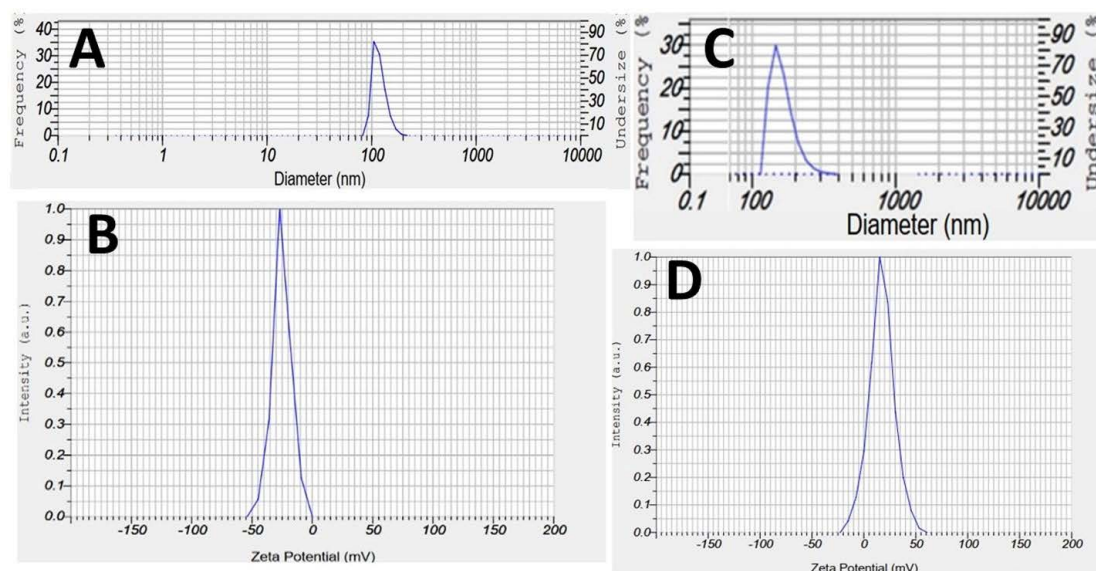 A
Frequency (%
40
30
20
10
0
90
70
50
30
10
Undersize (%
0.1 1 10 100 1000 10000
Diameter (nm)
C
Frequency (%
30
20
10
0
90
70
50
30
10
Undersize (%
0.1 100 1000 10000
Diameter (nm)
B
Intensity (a.u.)
1.0
0.9
0.8
0.7
0.6
0.5
0.4
0.3
0.2
0.1
0.0
-150 -100 -50 0 50 100 150 200
Zeta Potential (mV)
D
Intensity (a.u.)
1.0
0.9
0.8
0.7
0.6
0.5
0.4
0.3
0.2
0.1
0.0
-150 -100 -50 0 50 100 150 200
Zeta Potential (mV)